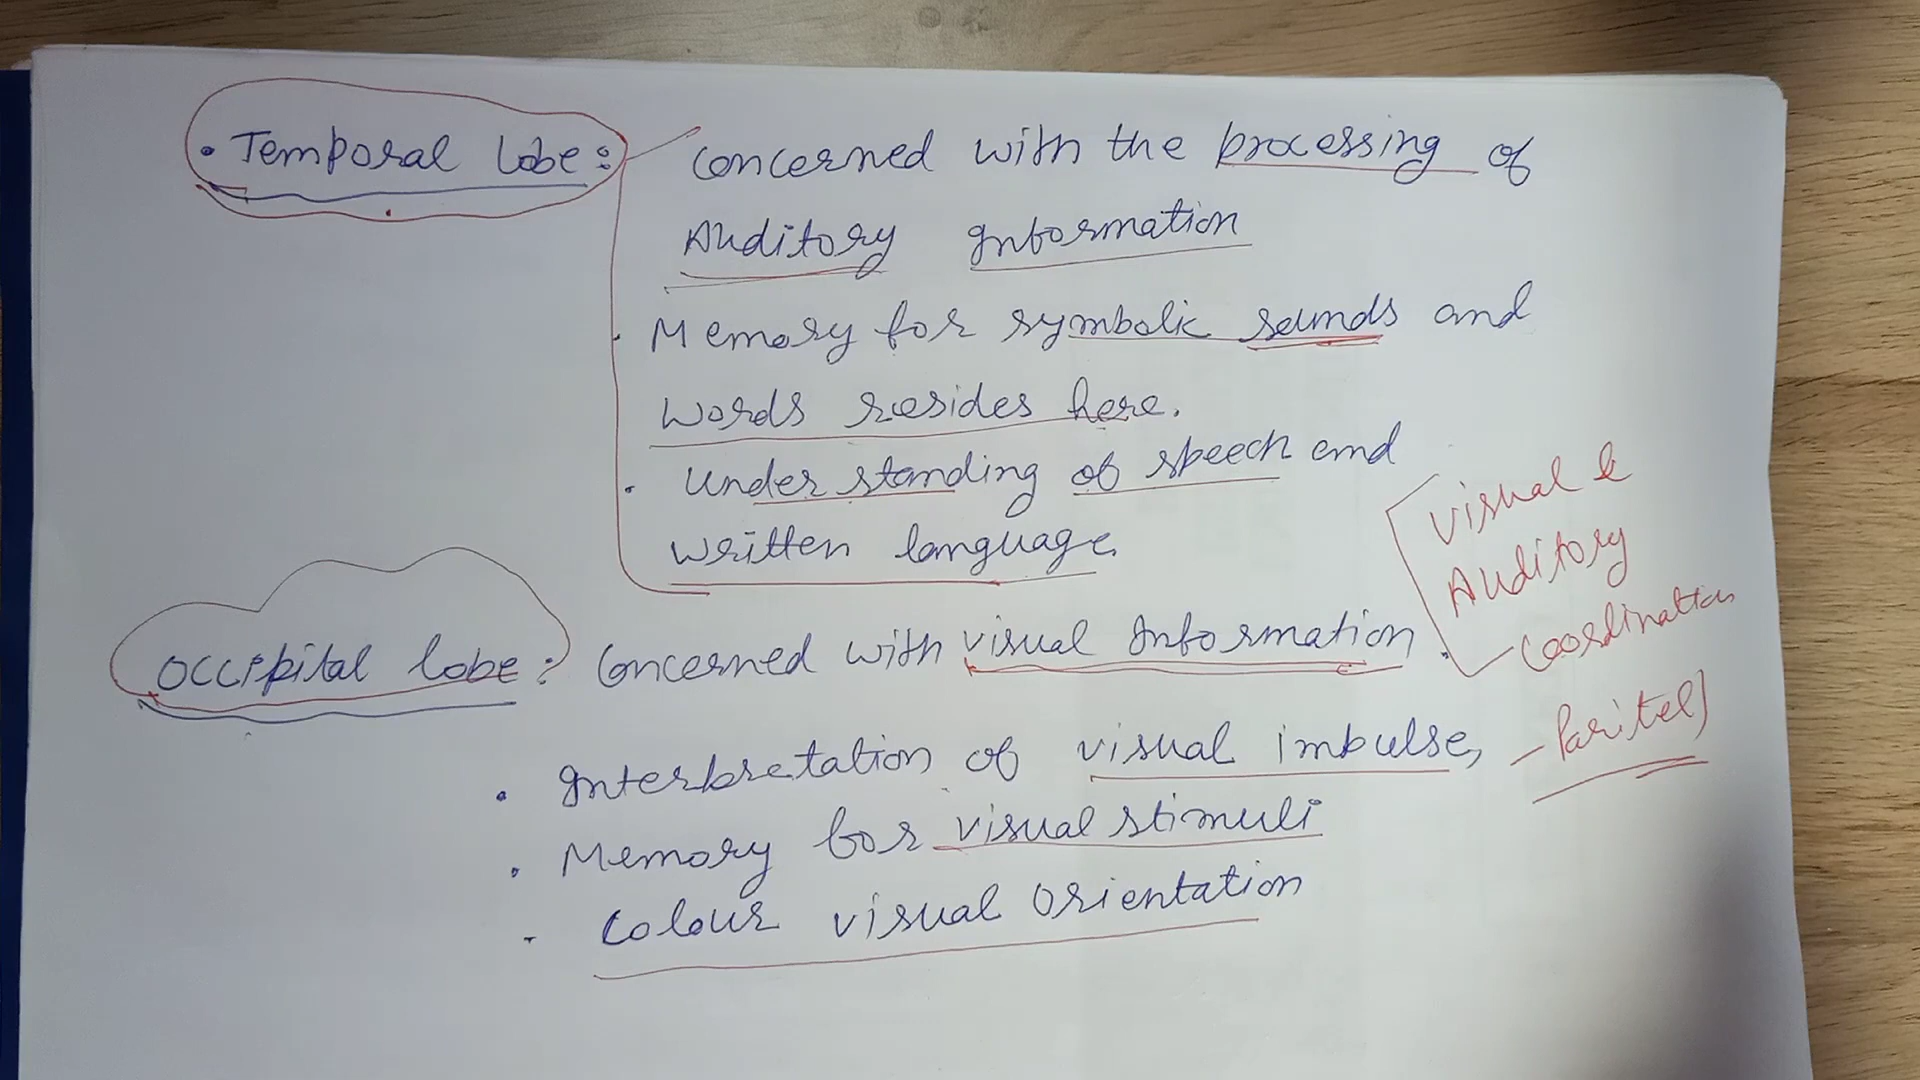 • Temporal Lobe: Concerned with the processing of
Auditory Information
• Memory for symbolic sounds and
words resides here.
• Understanding of speech and
written language.
Occipital lobe: Concerned with visual Information.
• Interpretation of visual impulse,
• Memory for visual stimuli
• Colour visual orientation
Visual &
Auditory
Coordination
- Paritel]